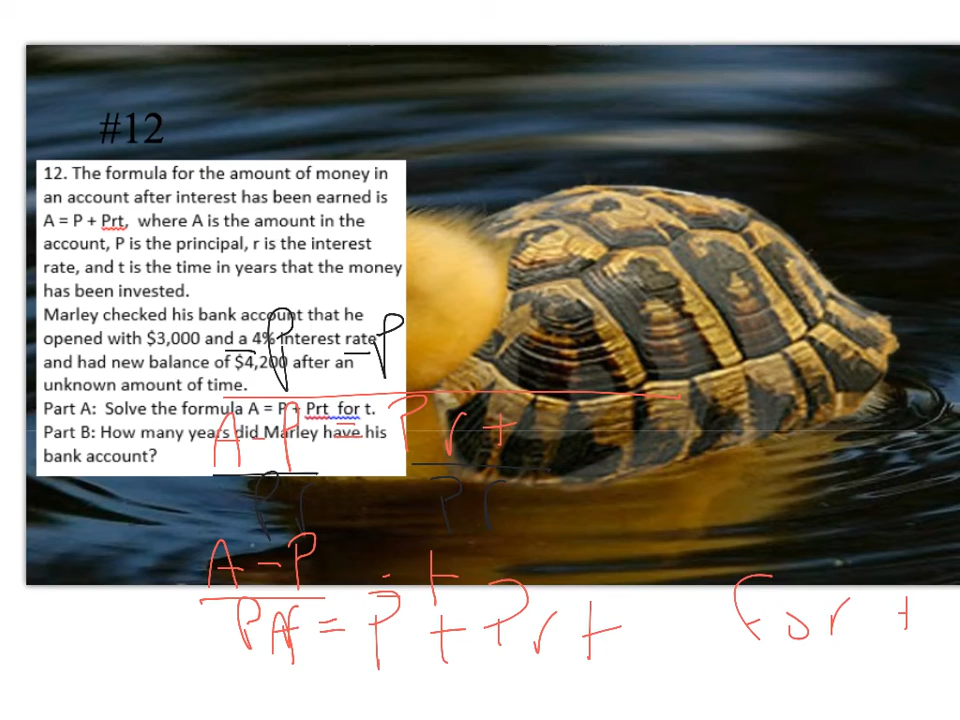 #12
12. The formula for the amount of money in
an account after interest has been earned is
A = P + Prt, where A is the amount in the
account, P is the principal, r is the interest
rate, and t is the time in years that the money
has been invested.
Marley checked his bank account that he
opened with $3,000 and a 4% interest rate
and had new balance of $4,200 after an
unknown amount of time.
Part A: Solve the formula A = P + Prt for t.
Part B: How many years did Marley have his
bank account?
-P -P
A-P = Prt
Pr Pr
A-P = t
= P + Prt for t